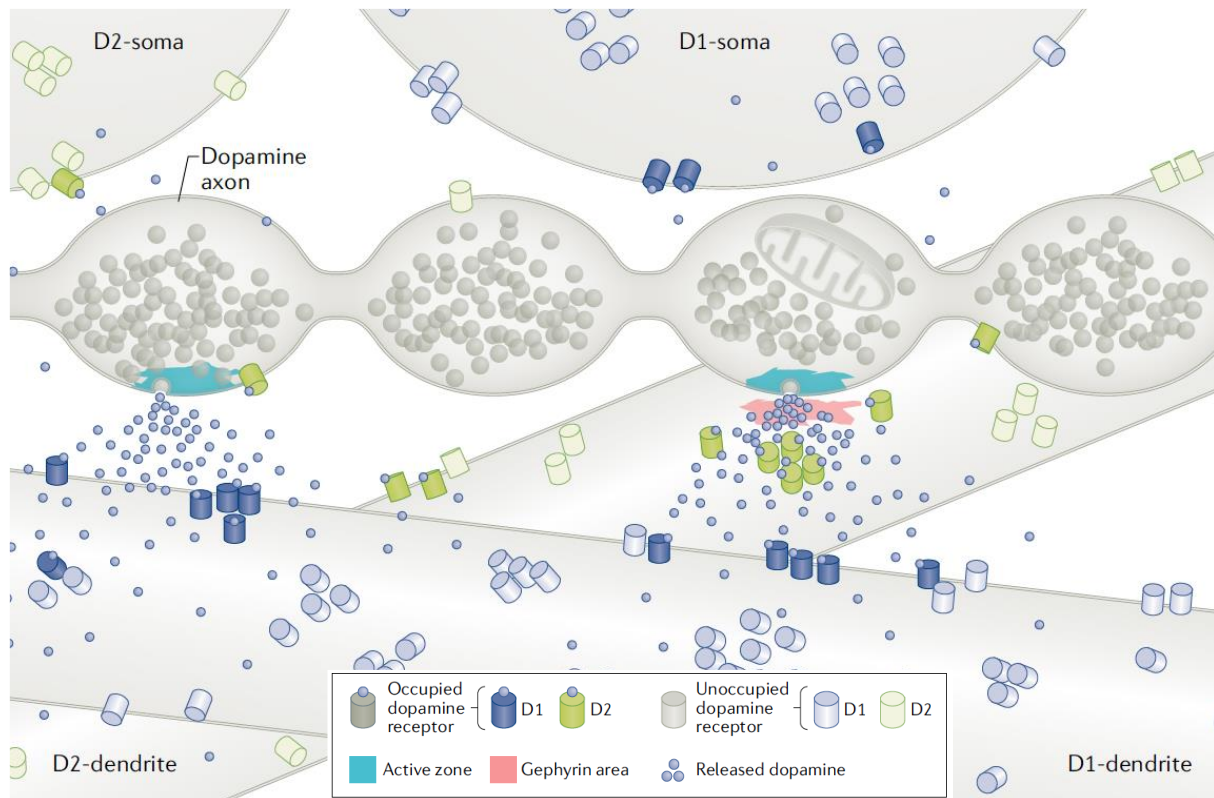 D2-soma
D1-soma
Dopamine
axon
Occupied
dopamine
receptor
D1
D2
Unoccupied
dopamine
receptor
D1
D2
Active zone
Gephyrin area
Released dopamine
D2-dendrite
D1-dendrite